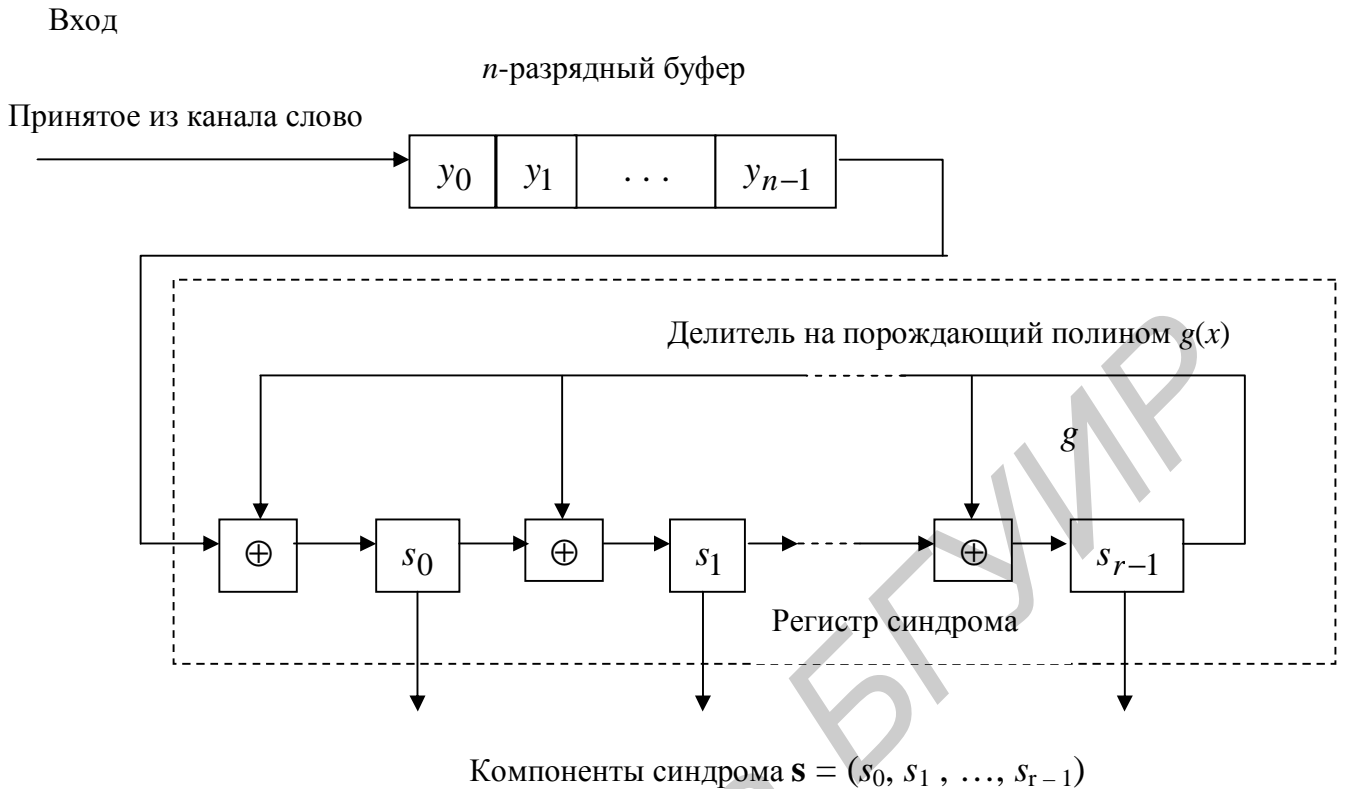 Вход
n-разрядный буфер
Принятое из канала слово
y0 y1 . . . yn−1
Делитель на порождающий полином g(x)
g
⊕ s0 ⊕ s1 ⊕ sr−1
Регистр синдрома
БГУИР
Компоненты синдрома s = (s0, s1 , …, sr – 1)